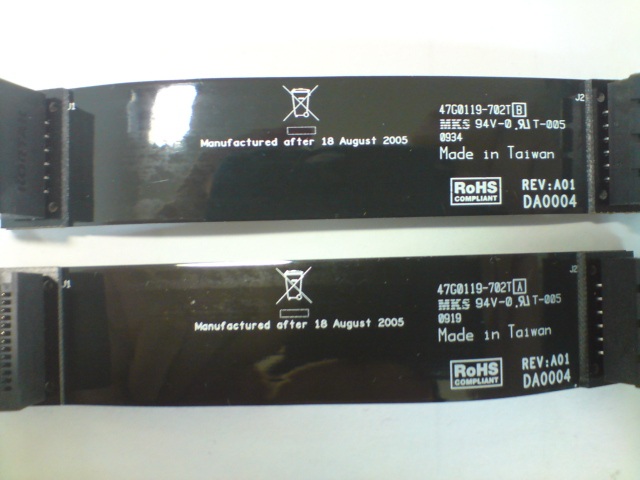 J1
J2
47G0119-702T B
MKS 94V-0 RU T-005
0934
Manufactured after 18 August 2005
Made in Taiwan
RoHS
COMPLIANT
REV:A01
DA0004
J1
J2
47G0119-702T A
MKS 94V-0 RU T-005
0919
Manufactured after 18 August 2005
Made in Taiwan
RoHS
COMPLIANT
REV:A01
DA0004